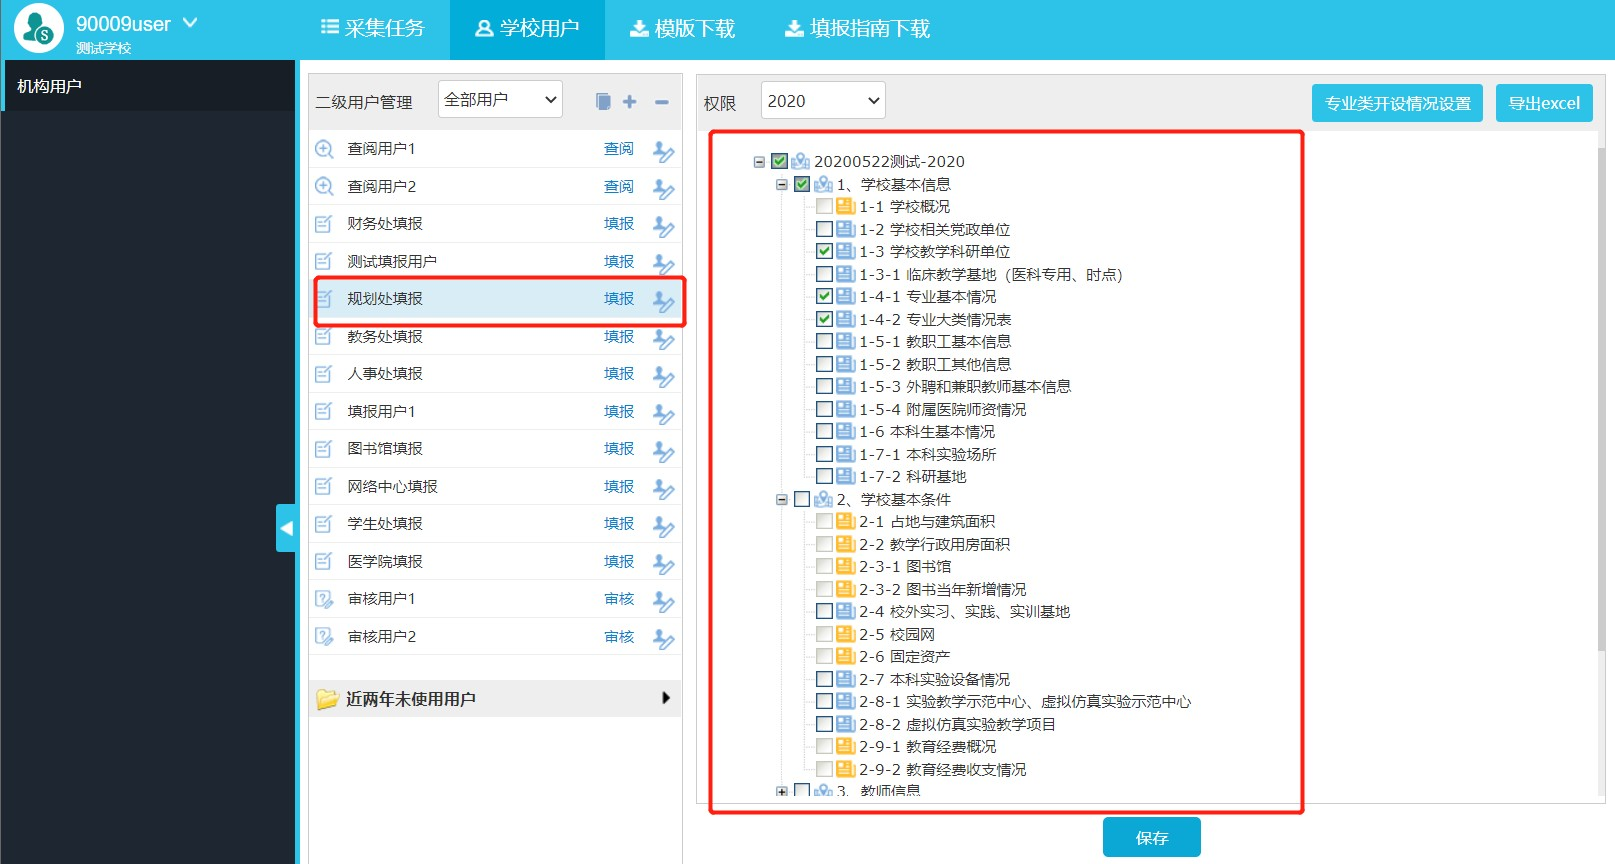 90009user
测试学校
采集任务
学校用户
模版下载
填报指南下载
机构用户
二级用户管理 全部用户
查阅用户1 查阅
查阅用户2 查阅
财务处填报 填报
测试填报用户 填报
规划处填报 填报
教务处填报 填报
人事处填报 填报
填报用户1 填报
图书馆填报 填报
网络中心填报 填报
学生处填报 填报
医学院填报 填报
审核用户1 审核
审核用户2 审核
近两年未使用用户
权限 2020 专业类开设情况设置 导出excel
20200522测试-2020
1、学校基本信息
1-1 学校概况
1-2 学校相关党政单位
1-3 学校教学科研单位
1-3-1 临床教学基地（医科专用、时点）
1-4-1 专业基本情况
1-4-2 专业大类情况表
1-5-1 教职工基本信息
1-5-2 教职工其他信息
1-5-3 外聘和兼职教师基本信息
1-5-4 附属医院师资情况
1-6 本科生基本情况
1-7-1 本科实验场所
1-7-2 科研基地
2、学校基本条件
2-1 占地与建筑面积
2-2 教学行政用房面积
2-3-1 图书馆
2-3-2 图书当年新增情况
2-4 校外实习、实践、实训基地
2-5 校园网
2-6 固定资产
2-7 本科实验设备情况
2-8-1 实验教学示范中心、虚拟仿真实验示范中心
2-8-2 虚拟仿真实验教学项目
2-9-1 教育经费概况
2-9-2 教育经费收支情况
3、教师信息
保存